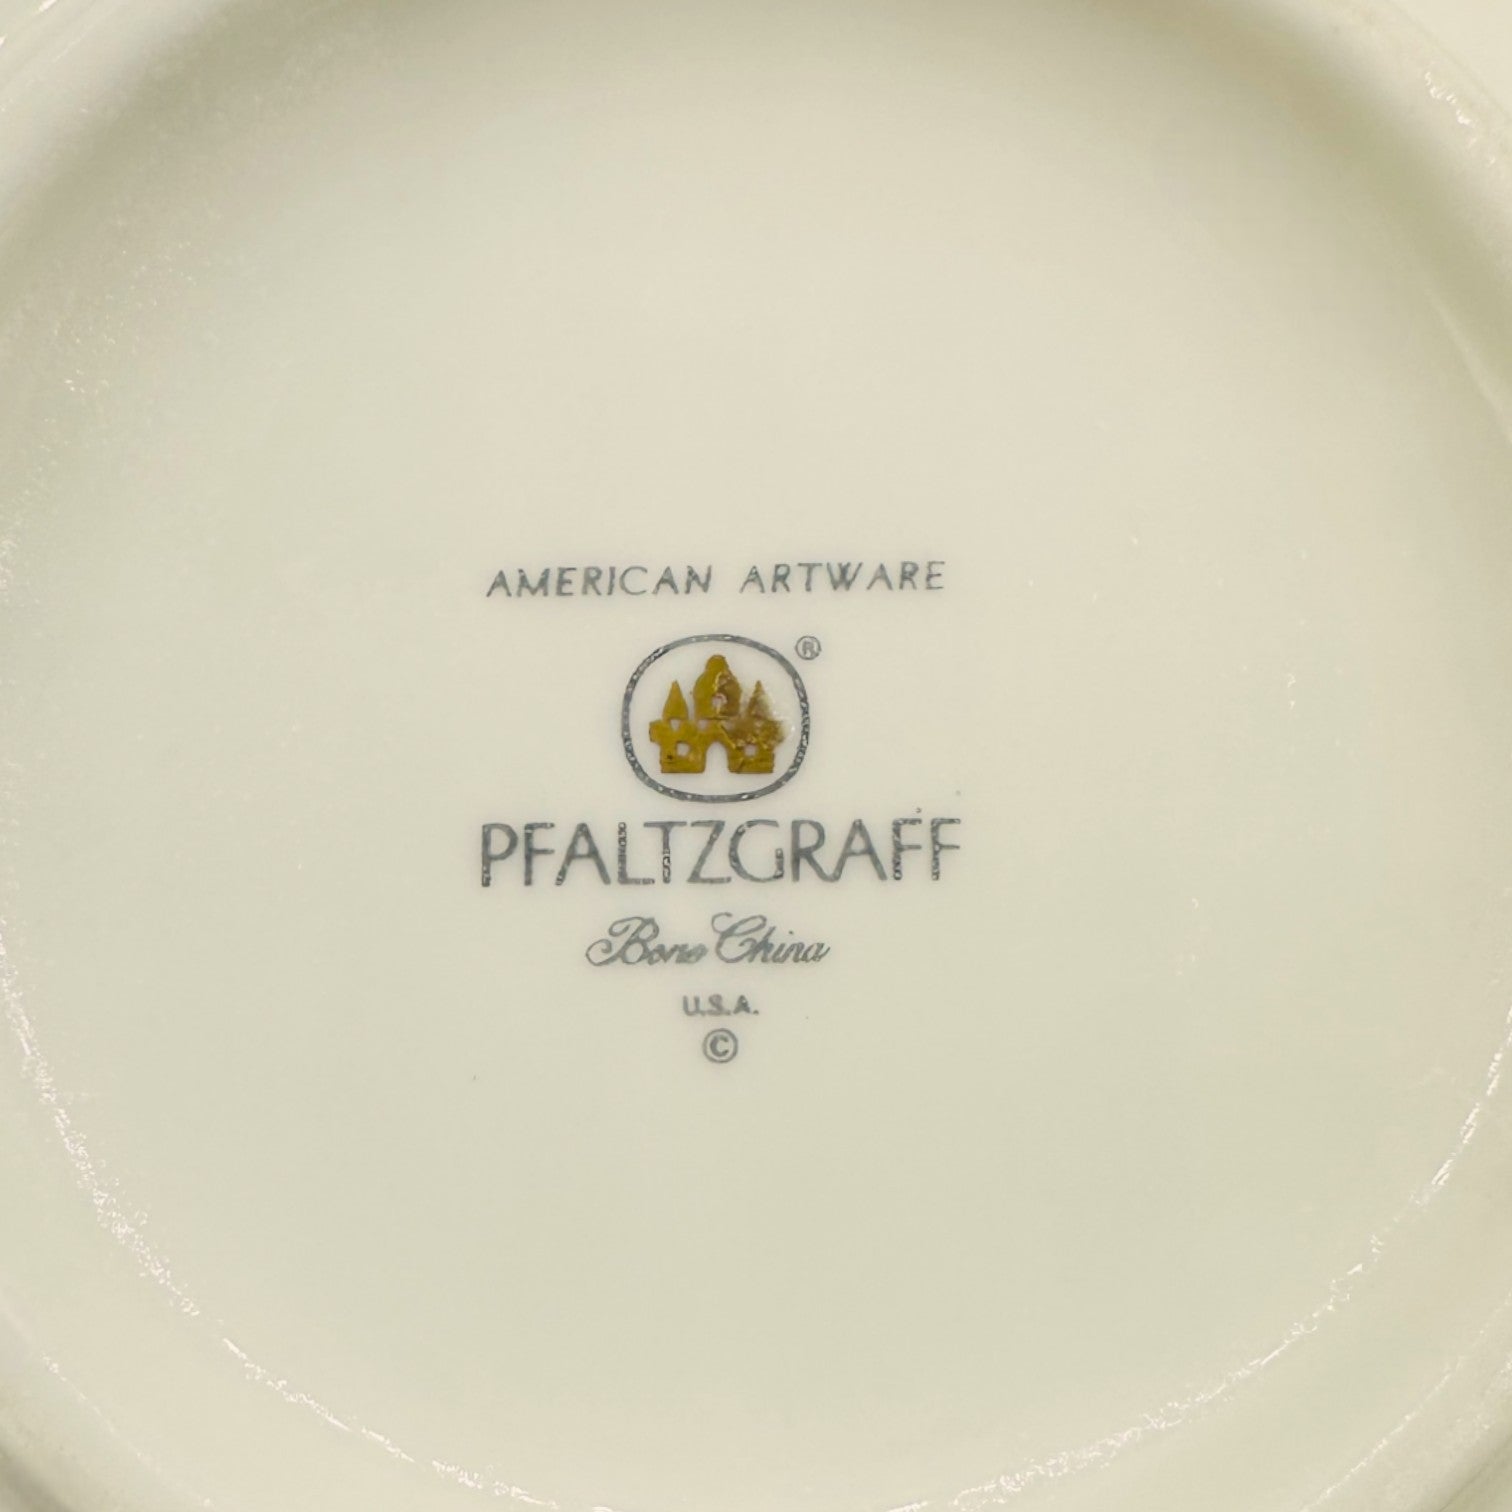 AMERICAN ARTWARE
®
PFALTZGRAFF
Bone China
U.S.A.
©